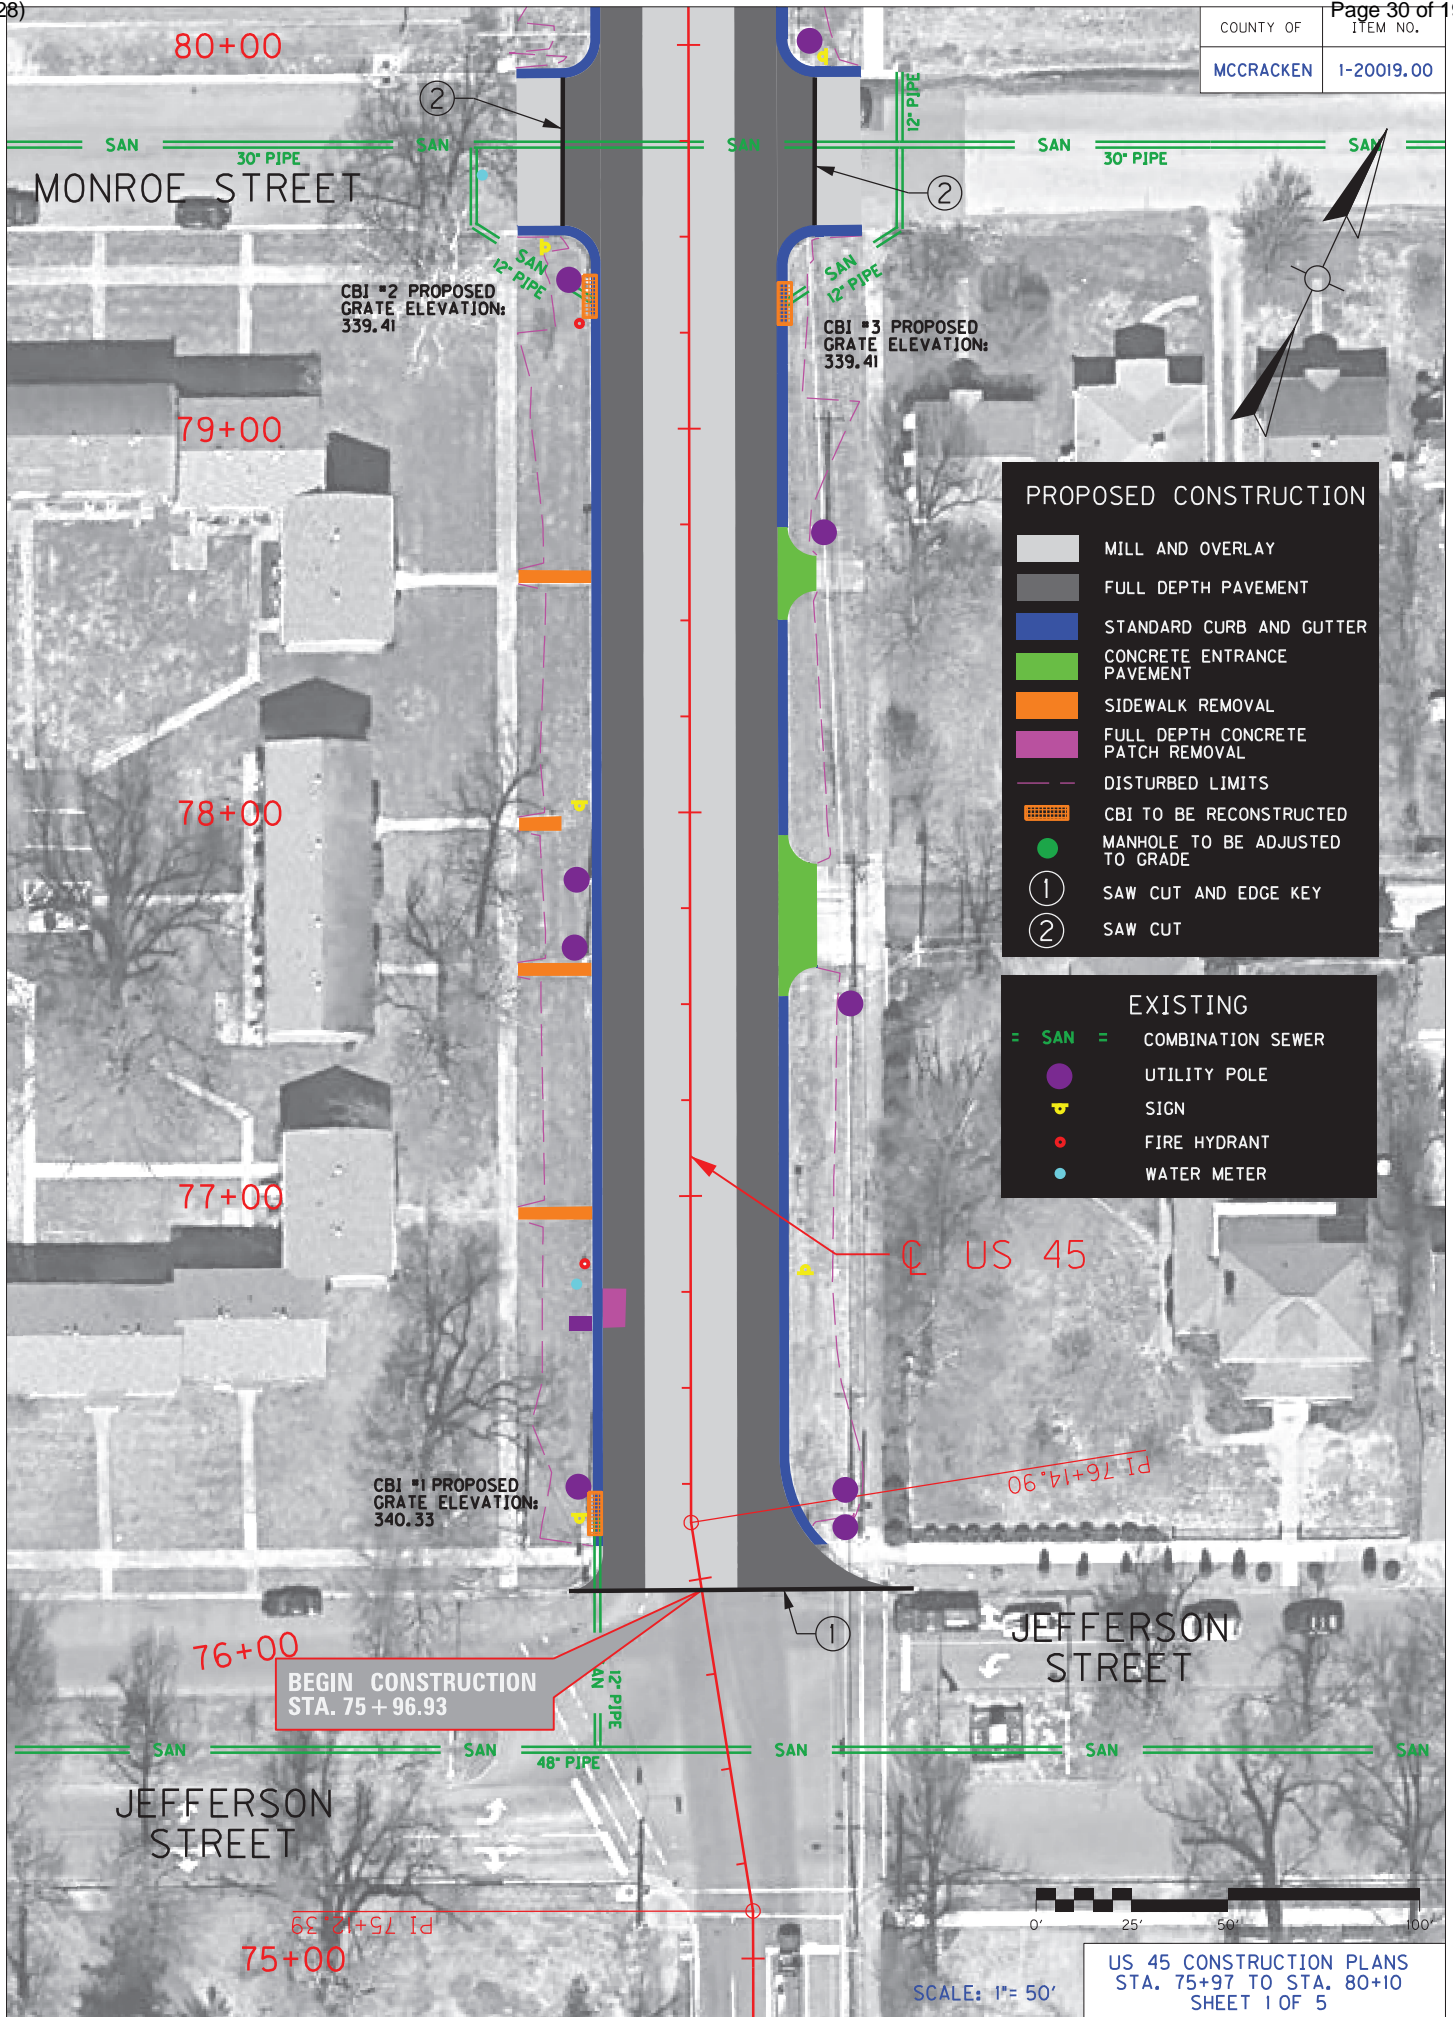 28)
Page 30 of 19
COUNTY OF
ITEM NO.
MCCRACKEN
1-20019.00
80+00
2
12" PIPE
SAN
SAN
SAN
SAN
SAN
30" PIPE
30" PIPE
MONROE STREET
2
SAN
12" PIPE
SAN
12" PIPE
CBI #2 PROPOSED
GRATE ELEVATION:
339.41
CBI #3 PROPOSED
GRATE ELEVATION:
339.41
79+00
PROPOSED CONSTRUCTION
MILL AND OVERLAY
FULL DEPTH PAVEMENT
STANDARD CURB AND GUTTER
CONCRETE ENTRANCE
PAVEMENT
SIDEWALK REMOVAL
FULL DEPTH CONCRETE
PATCH REMOVAL
DISTURBED LIMITS
CBI TO BE RECONSTRUCTED
MANHOLE TO BE ADJUSTED
TO GRADE
1 SAW CUT AND EDGE KEY
2 SAW CUT
78+00
EXISTING
= SAN = COMBINATION SEWER
UTILITY POLE
SIGN
FIRE HYDRANT
WATER METER
77+00
℄ US 45
PI 76+14.90
CBI #1 PROPOSED
GRATE ELEVATION:
340.33
1
JEFFERSON
STREET
76+00
BEGIN CONSTRUCTION
STA. 75+96.93
AN
12" PIPE
SAN
SAN
SAN
SAN
SAN
48" PIPE
JEFFERSON
STREET
PI 75+12.39
75+00
0'
25'
50'
100'
SCALE: 1"= 50'
US 45 CONSTRUCTION PLANS
STA. 75+97 TO STA. 80+10
SHEET 1 OF 5